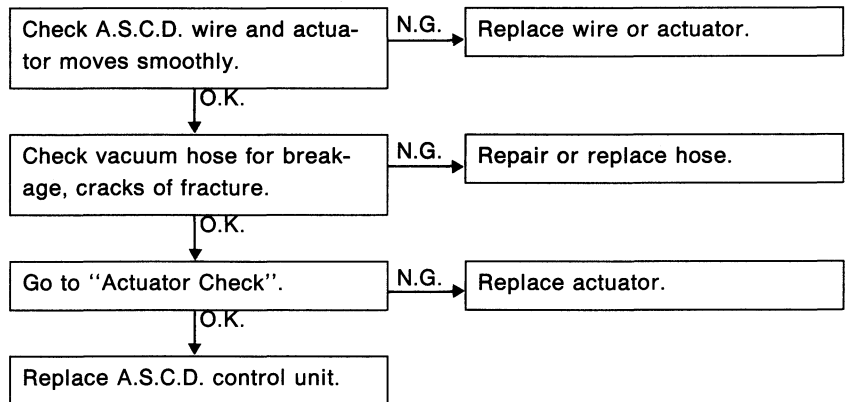 Check A.S.C.D. wire and actua-
tor moves smoothly.
N.G.
Replace wire or actuator.
O.K.
Check vacuum hose for break-
age, cracks of fracture.
N.G.
Repair or replace hose.
O.K.
Go to ‘‘Actuator Check’’.
N.G.
Replace actuator.
O.K.
Replace A.S.C.D. control unit.